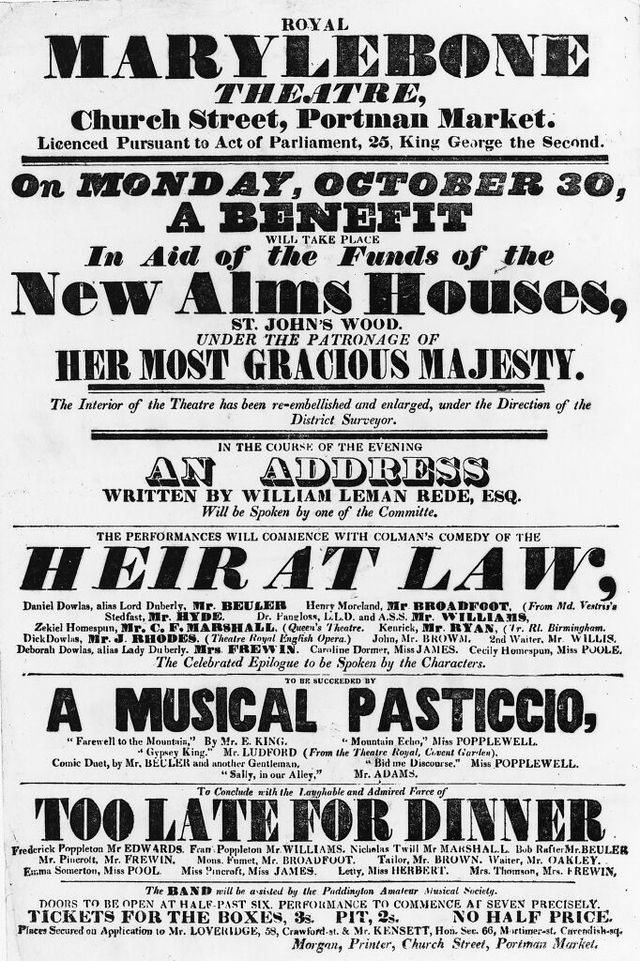 ROYAL
MARYLEBONE
THEATRE,
Church Street, Portman Market.
Licenced Pursuant to Act of Parliament, 25, King George the Second.
On MONDAY, OCTOBER 30,
A BENEFIT
WILL TAKE PLACE
In Aid of the Funds of the
New Alms Houses,
ST. JOHN'S WOOD.
UNDER THE PATRONAGE OF
HER MOST GRACIOUS MAJESTY.
The Interior of the Theatre has been re-embellished and enlarged, under the Direction of the
District Surveyor.
IN THE COURSE OF THE EVENING
AN ADDRESS
WRITTEN BY WILLIAM LEMAN REDE, ESQ.
Will be Spoken by one of the Committe.
THE PERFORMANCES WILL COMMENCE WITH COLMAN'S COMEDY OF THE
HEIR AT LAW,
Daniel Dowlas, alias Lord Duberly, Mr. BEULER Henry Moreland, Mr BROADFOOT, (From Md. Vestris's
Stedfast, Mr. HYDE. Dr. Pangloss, L.L.D. and A.S.S. Mr. WILLIAMS,
Zekiel Homespun, Mr. C. F. MARSHALL, (Queen's Theatre. Kenrick, Mr. RYAN, (Tr. Rl. Birmingham.
Dick Dowlas, Mr. J. RHODES. (Theatre Royal English Opera.) John, Mr. BROWM. 2nd Waiter, Mr. WILLIS.
Deborah Dowlas, alias Lady Duberly. Mrs. FREWIN. Caroline Dormer, Miss JAMES. Cecily Homespun, Miss POOLE.
The Celebrated Epilogue to be Spoken by the Characters.
TO BE SUCCEEDED BY
A MUSICAL PASTICCIO,
"Farewell to the Mountain," By Mr. E. KING. "Mountain Echo," Miss POPPLEWELL.
"Gypsey King." Mr. LUDFORD (From the Theatre Royal, Covent Garden).
Comic Duet, by Mr. BEULER and another Gentleman, "Bid me Discourse." Miss POPPLEWELL.
"Sally, in our Alley," Mr. ADAMS.
To Conclude with the Laughable and Admired Farce of
TOO LATE FOR DINNER
Frederick Poppleton Mr EDWARDS. Fran Poppleton Mr. WILLIAMS. Nicholas Twill Mr MARSHALL. Bob Rafter Mr. BEULER
Mr. Pincroft, Mr. FREWIN. Mons. Fumet, Mr. BROADFOOT. Tailor, Mr. BROWN. Waiter, Mr. OAKLEY.
Emma Somerton, Miss POOL. Miss Pincroft, Miss JAMES. Letty, Miss HERBERT. Mrs. Thomson, Mrs. FREWIN,
The BAND will be assisted by the Paddington Amateur Musical Society.
DOORS TO BE OPEN AT HALF-PAST SIX. PERFORMANCE TO COMMENCE AT SEVEN PRECISELY.
TICKETS FOR THE BOXES, 3s. PIT, 2s. NO HALF PRICE.
Places Secured on Application to Mr. LOVERIDGE, 58, Crawford-st. & Mr. KENSETT, Hon. Sec. 66, Mortimer-st. Cavendish-sq.
Morgan, Printer, Church Street, Portman Market.